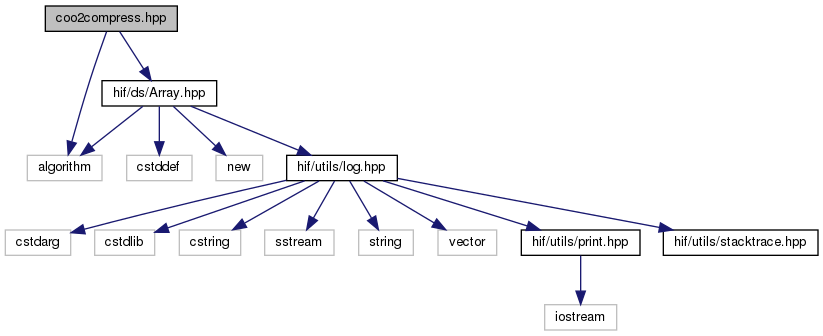 coo2compress.hpp
hif/ds/Array.hpp
algorithm
cstddef
new
hif/utils/log.hpp
cstdarg
cstdlib
cstring
sstream
string
vector
hif/utils/print.hpp
hif/utils/stacktrace.hpp
iostream